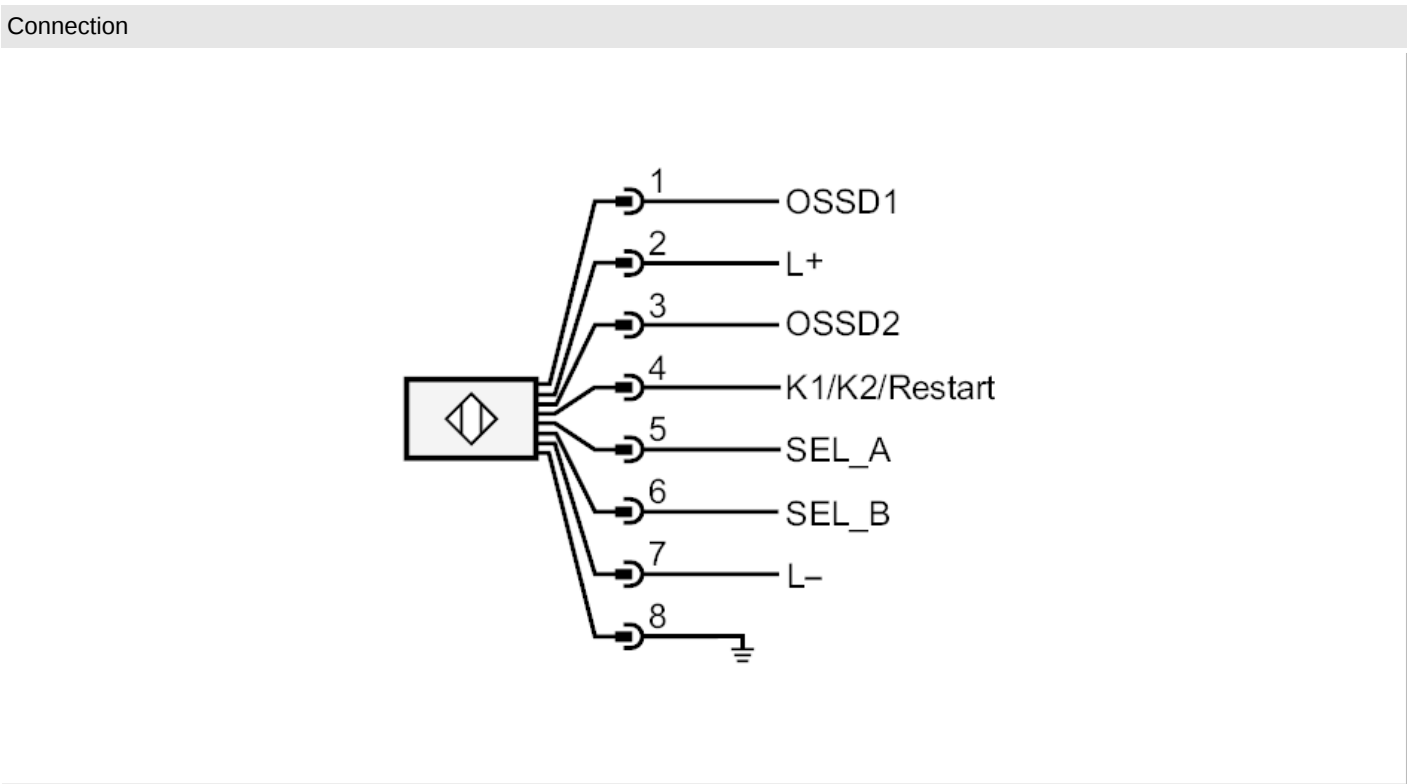 Connection
1 OSSD1
2 L+
3 OSSD2
4 K1/K2/Restart
5 SEL_A
6 SEL_B
7 L–
8